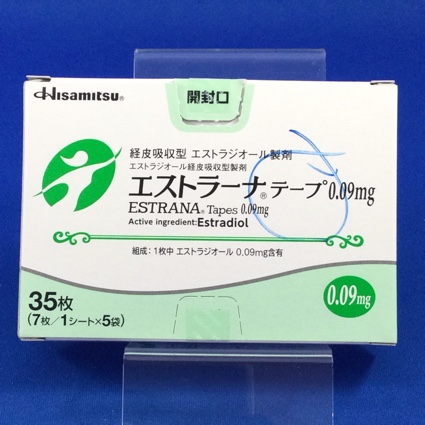 Hisamitsu®
開封口
経皮吸収型 エストラジオール製剤
エストラジオール経皮吸収型製剤
エストラーナ®テープ0.09mg
ESTRANA® Tapes 0.09mg
Active ingredient:Estradiol
組成:1枚中 エストラジオール 0.09mg含有
35枚
(7枚/1シート×5袋)
0.09mg